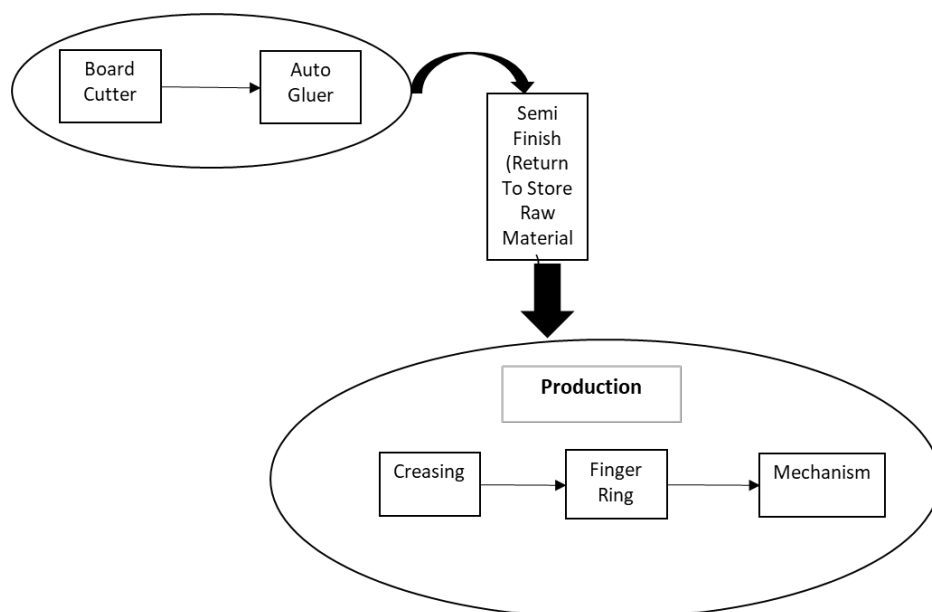 Board
Cutter
Auto
Gluer
Semi
Finish
(Return
To Store
Raw
Material
)
Production
Creasing
Finger
Ring
Mechanism